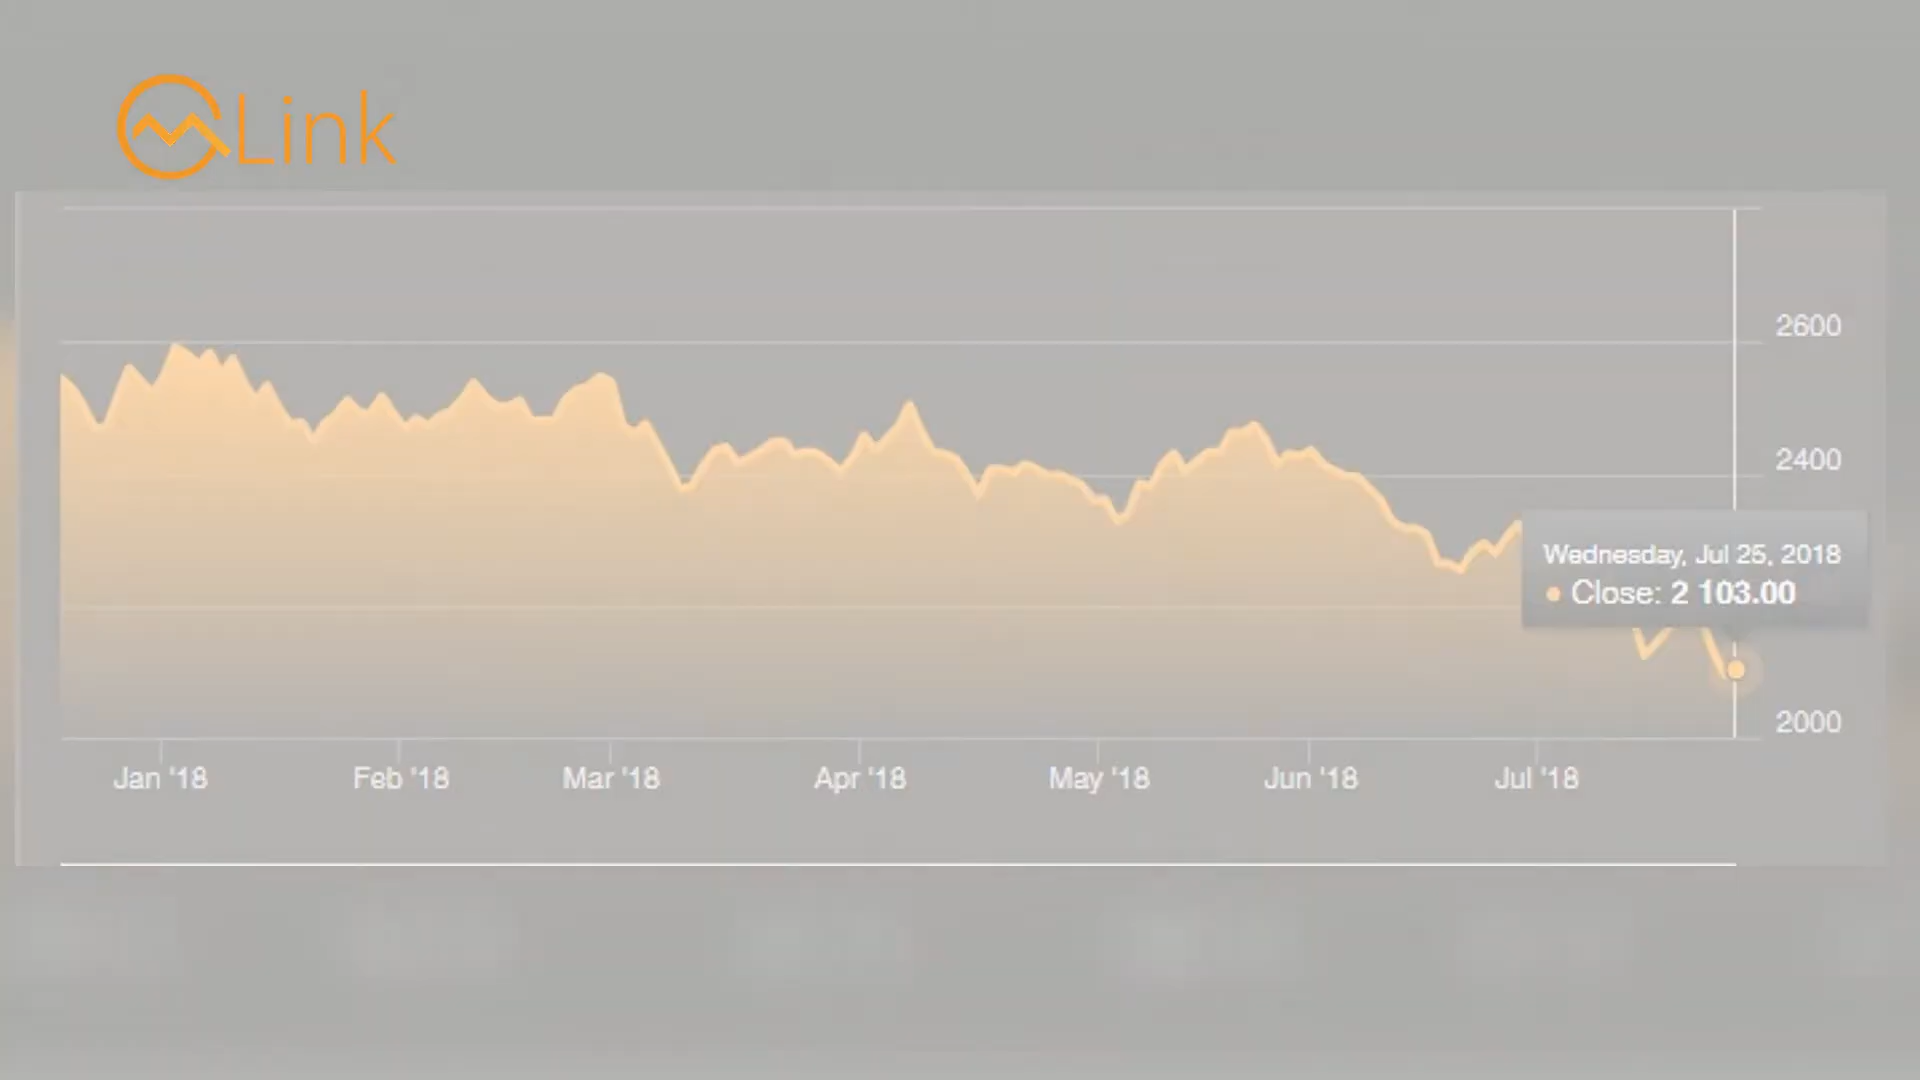 Link
2600
2400
Wednesday, Jul 25, 2018
Close: 2 103.00
2000
Jan '18
Feb '18
Mar '18
Apr '18
May '18
Jun '18
Jul '18